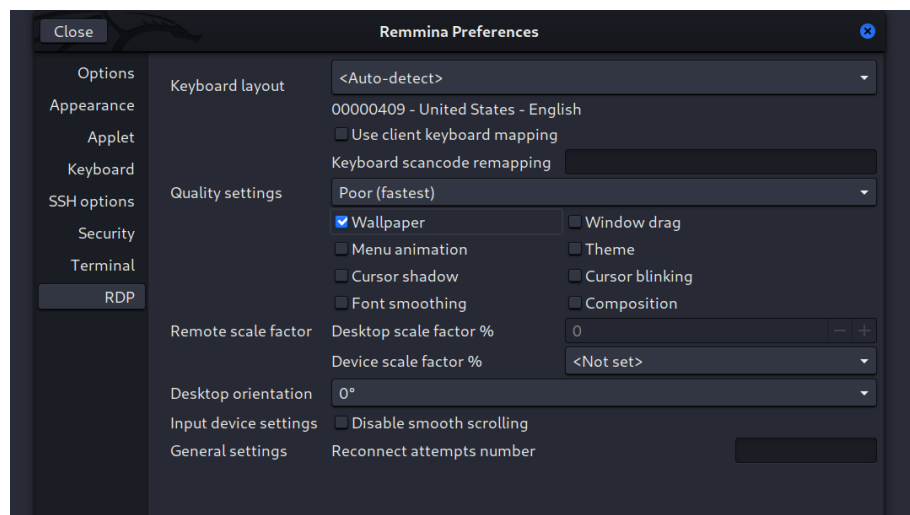 Close
Remmina Preferences
Options
Appearance
Applet
Keyboard
SSH options
Security
Terminal
RDP
Keyboard layout
<Auto-detect>
00000409 - United States - English
Use client keyboard mapping
Keyboard scancode remapping
Quality settings
Poor (fastest)
Wallpaper
Window drag
Menu animation
Theme
Cursor shadow
Cursor blinking
Font smoothing
Composition
Remote scale factor
Desktop scale factor %
0
Device scale factor %
<Not set>
Desktop orientation
0°
Input device settings
Disable smooth scrolling
General settings
Reconnect attempts number